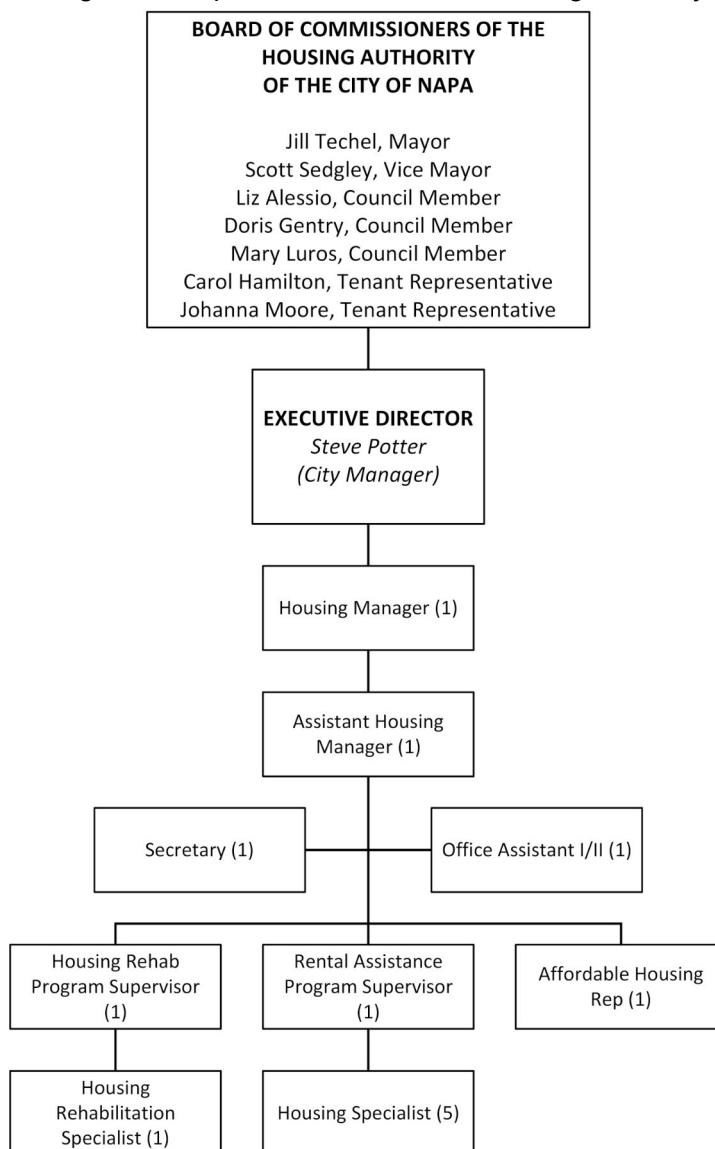 BOARD OF COMMISSIONERS OF THE
HOUSING AUTHORITY
OF THE CITY OF NAPA
Jill Techel, Mayor
Scott Sedgley, Vice Mayor
Liz Alessio, Council Member
Doris Gentry, Council Member
Mary Luros, Council Member
Carol Hamilton, Tenant Representative
Johanna Moore, Tenant Representative
EXECUTIVE DIRECTOR
Steve Potter
(City Manager)
Housing Manager (1)
Assistant Housing
Manager (1)
Secretary (1)
Office Assistant I/II (1)
Housing Rehab
Program Supervisor
(1)
Rental Assistance
Program Supervisor
(1)
Affordable Housing
Rep (1)
Housing
Rehabilitation
Specialist (1)
Housing Specialist (5)